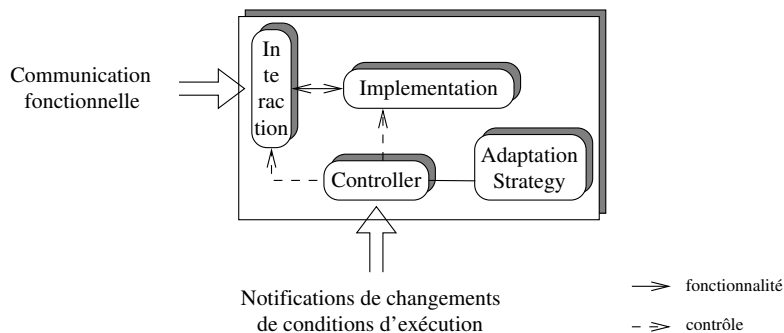 In
te
rac
tion
Communication
fonctionnelle
Implementation
Adaptation
Strategy
Controller
Notifications de changements
de conditions d'exécution
fonctionnalité
contrôle